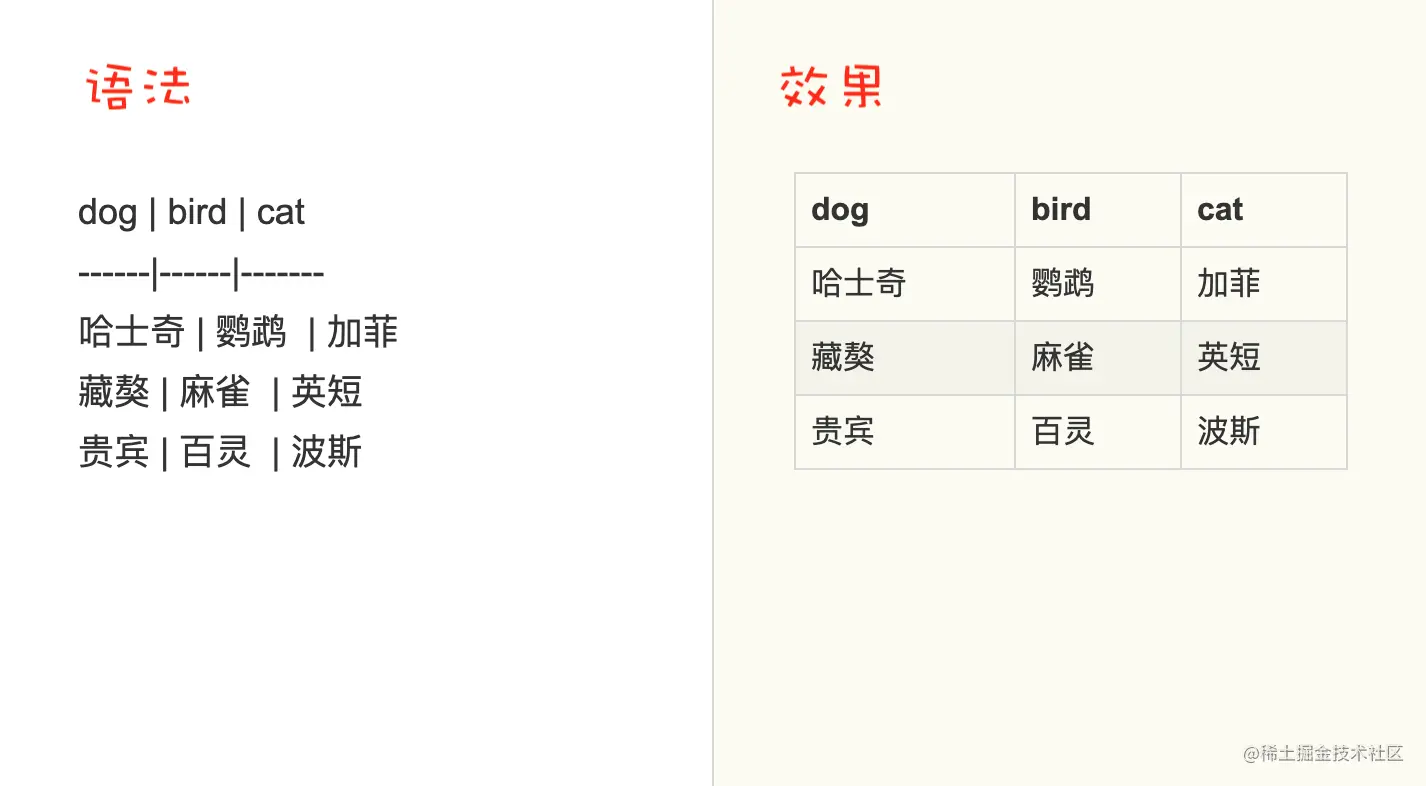 语法
dog | bird | cat
------|------|-------
哈士奇 | 鹦鹉  | 加菲
藏獒 | 麻雀  | 英短
贵宾 | 百灵  | 波斯
效果
dog bird cat
哈士奇 鹦鹉 加菲
藏獒 麻雀 英短
贵宾 百灵 波斯
@稀土掘金技术社区